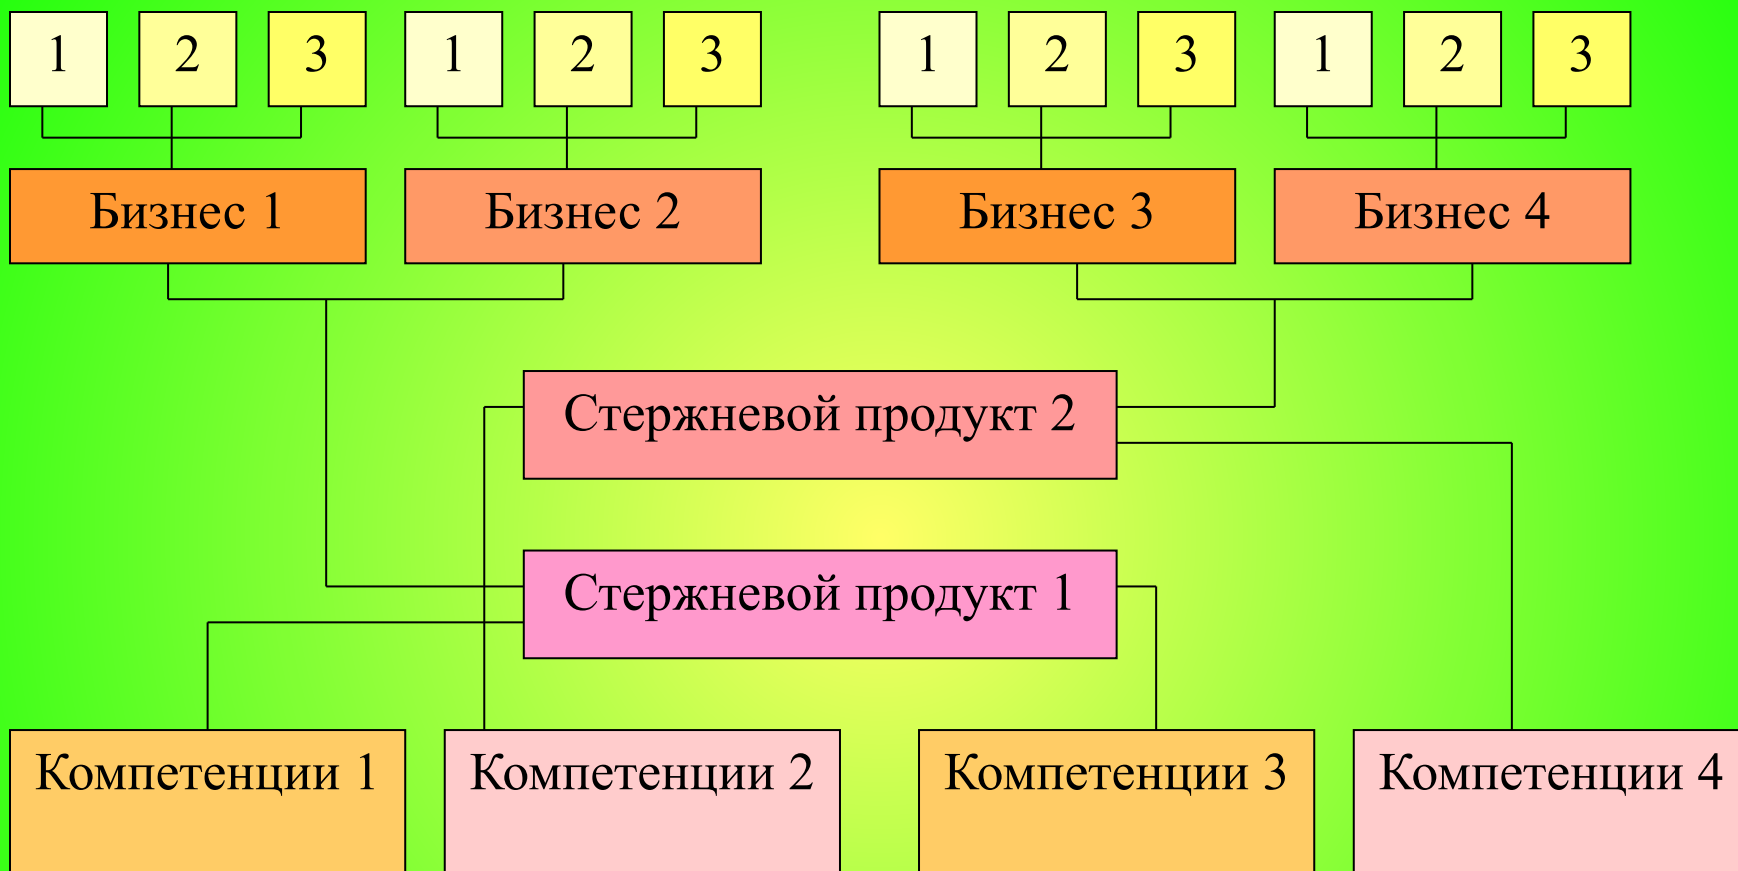 1 2 3 1 2 3 1 2 3 1 2 3
Бизнес 1 Бизнес 2 Бизнес 3 Бизнес 4
Стержневой продукт 2
Стержневой продукт 1
Компетенции 1 Компетенции 2 Компетенции 3 Компетенции 4